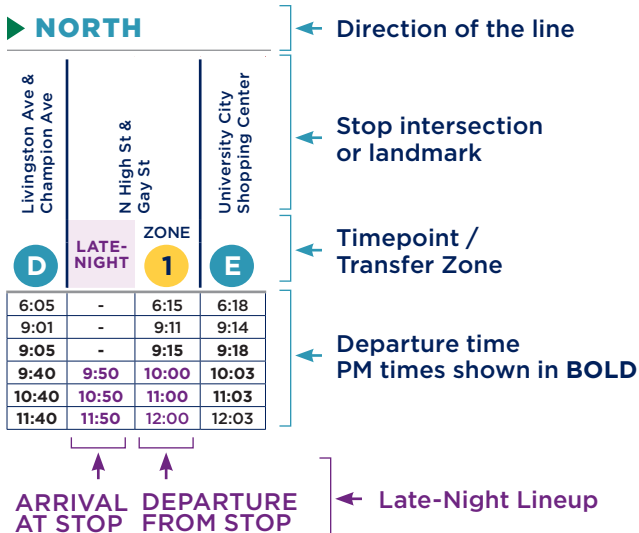 NORTH
Direction of the line
Livingston Ave &
Champion Ave
N High St &
Gay St
University City
Shopping Center
Stop intersection
or landmark
D
LATE-
NIGHT
ZONE
1
E
Timepoint /
Transfer Zone
6:05 - 6:15 6:18
9:01 - 9:11 9:14
9:05 - 9:15 9:18
9:40 9:50 10:00 10:03
10:40 10:50 11:00 11:03
11:40 11:50 12:00 12:03
Departure time
PM times shown in BOLD
ARRIVAL
AT STOP
DEPARTURE
FROM STOP
Late-Night Lineup